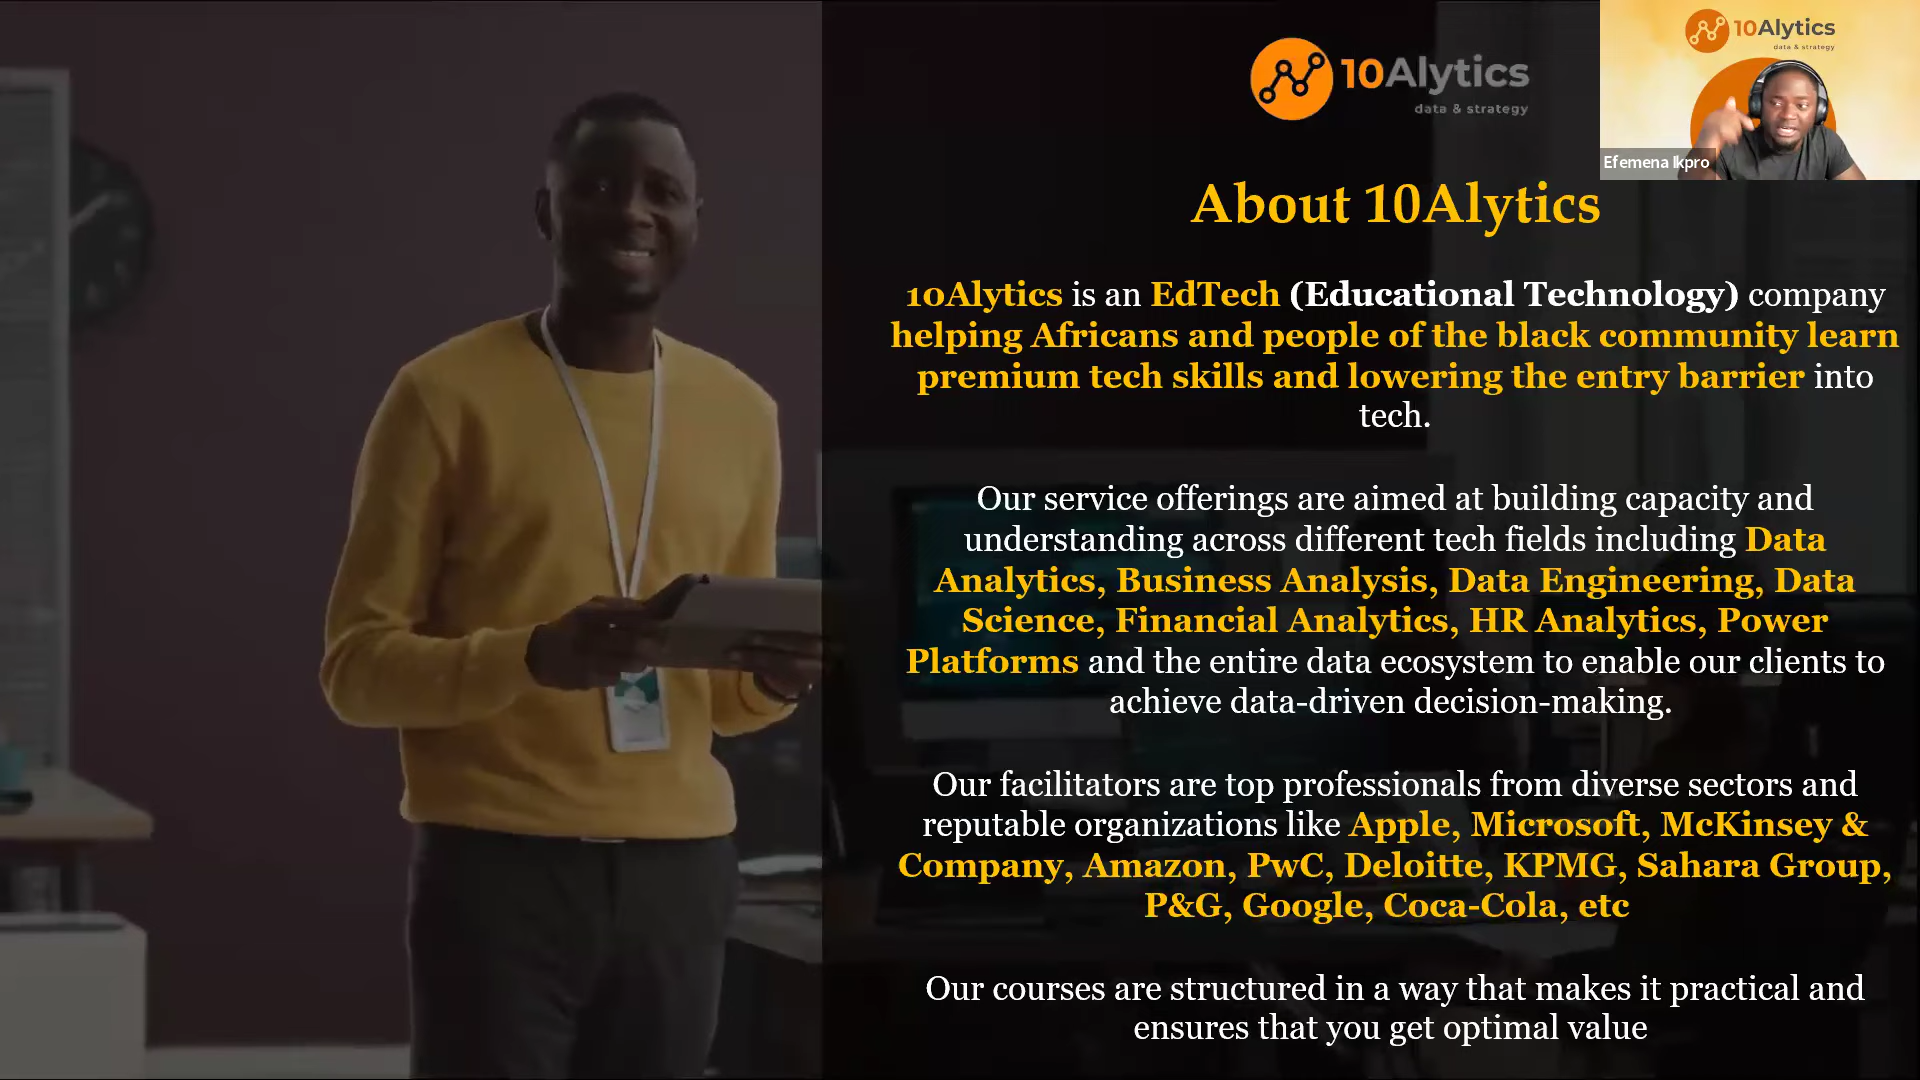 10Alytics
data & strategy
10Alytics
data & strategy
Efemena Ikpro
About 10Alytics
10Alytics is an EdTech (Educational Technology) company
helping Africans and people of the black community learn
premium tech skills and lowering the entry barrier into
tech.
Our service offerings are aimed at building capacity and
understanding across different tech fields including Data
Analytics, Business Analysis, Data Engineering, Data
Science, Financial Analytics, HR Analytics, Power
Platforms and the entire data ecosystem to enable our clients to
achieve data-driven decision-making.
Our facilitators are top professionals from diverse sectors and
reputable organizations like Apple, Microsoft, McKinsey &
Company, Amazon, PwC, Deloitte, KPMG, Sahara Group,
P&G, Google, Coca-Cola, etc
Our courses are structured in a way that makes it practical and
ensures that you get optimal value